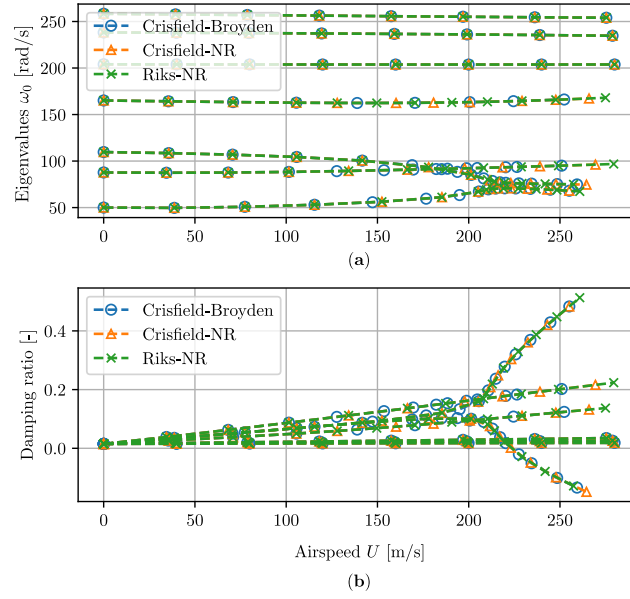 250
200
150
100
50
Eigenvalues ω₀ [rad/s]
Crisfield-Broyden
Crisfield-NR
Riks-NR
0
50
100
150
200
250
(a)
0.4
0.2
0.0
Damping ratio [-]
Crisfield-Broyden
Crisfield-NR
Riks-NR
0
50
100
150
200
250
Airspeed U [m/s]
(b)